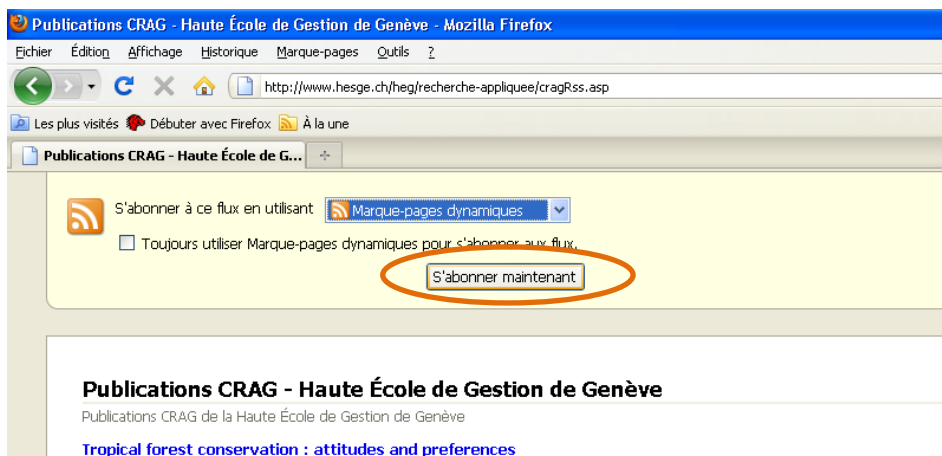 Publications CRAG - Haute École de Gestion de Genève - Mozilla Firefox
Fichier Édition Affichage Historique Marque-pages Outils ?
http://www.hesge.ch/heg/recherche-appliquee/cragRss.asp
Les plus visités Débuter avec Firefox À la une
Publications CRAG - Haute École de G...
S'abonner à ce flux en utilisant Marque-pages dynamiques
Toujours utiliser Marque-pages dynamiques pour s'abonner aux flux.
S'abonner maintenant
Publications CRAG - Haute École de Gestion de Genève
Publications CRAG de la Haute École de Gestion de Genève
Tropical forest conservation : attitudes and preferences